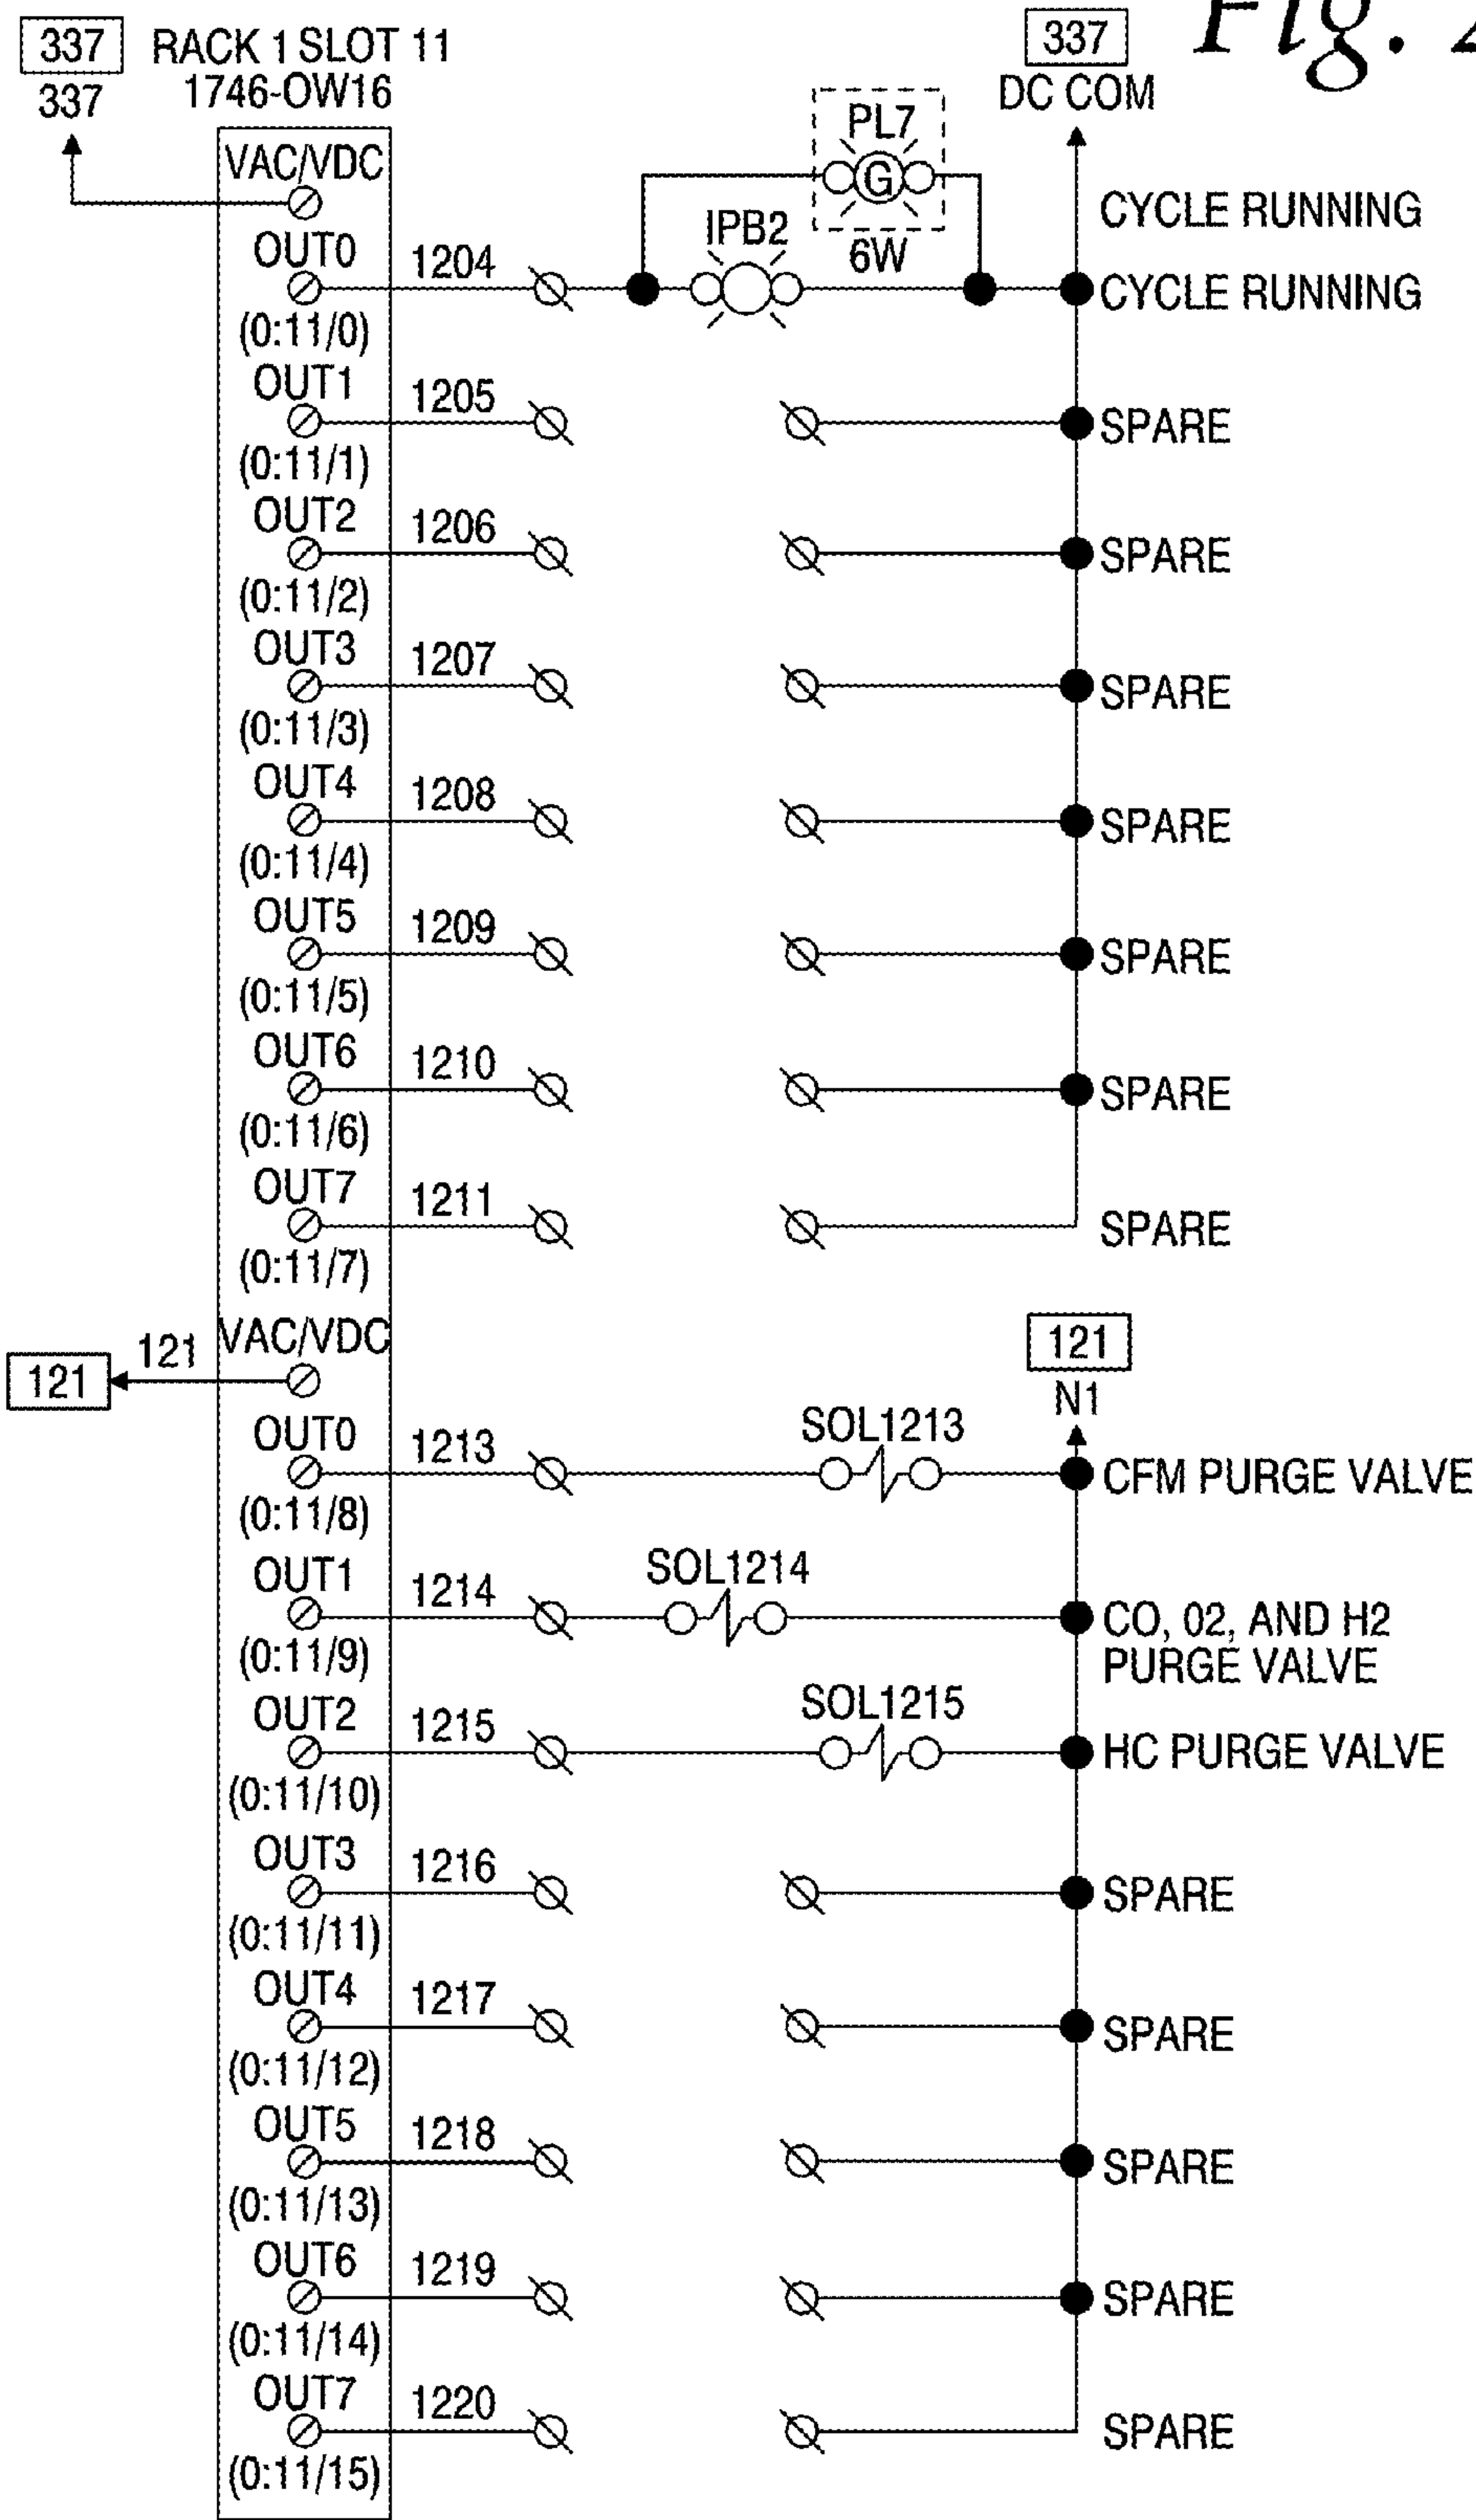 Fig. 2
337 RACK 1 SLOT 11
337 1746-OW16
337
DC COM
VAC/VDC
PL7
G
6W
CYCLE RUNNING
OUT0
1204
IPB2
CYCLE RUNNING
(0:11/0)
OUT1
1205
SPARE
(0:11/1)
OUT2
1206
SPARE
(0:11/2)
OUT3
1207
SPARE
(0:11/3)
OUT4
1208
SPARE
(0:11/4)
OUT5
1209
SPARE
(0:11/5)
OUT6
1210
SPARE
(0:11/6)
OUT7
1211
SPARE
(0:11/7)
121
121
VAC/VDC
121
N1
OUT0
1213
SOL1213
CFM PURGE VALVE
(0:11/8)
OUT1
1214
SOL1214
CO, 02, AND H2
PURGE VALVE
(0:11/9)
OUT2
1215
SOL1215
HC PURGE VALVE
(0:11/10)
OUT3
1216
SPARE
(0:11/11)
OUT4
1217
SPARE
(0:11/12)
OUT5
1218
SPARE
(0:11/13)
OUT6
1219
SPARE
(0:11/14)
OUT7
1220
SPARE
(0:11/15)